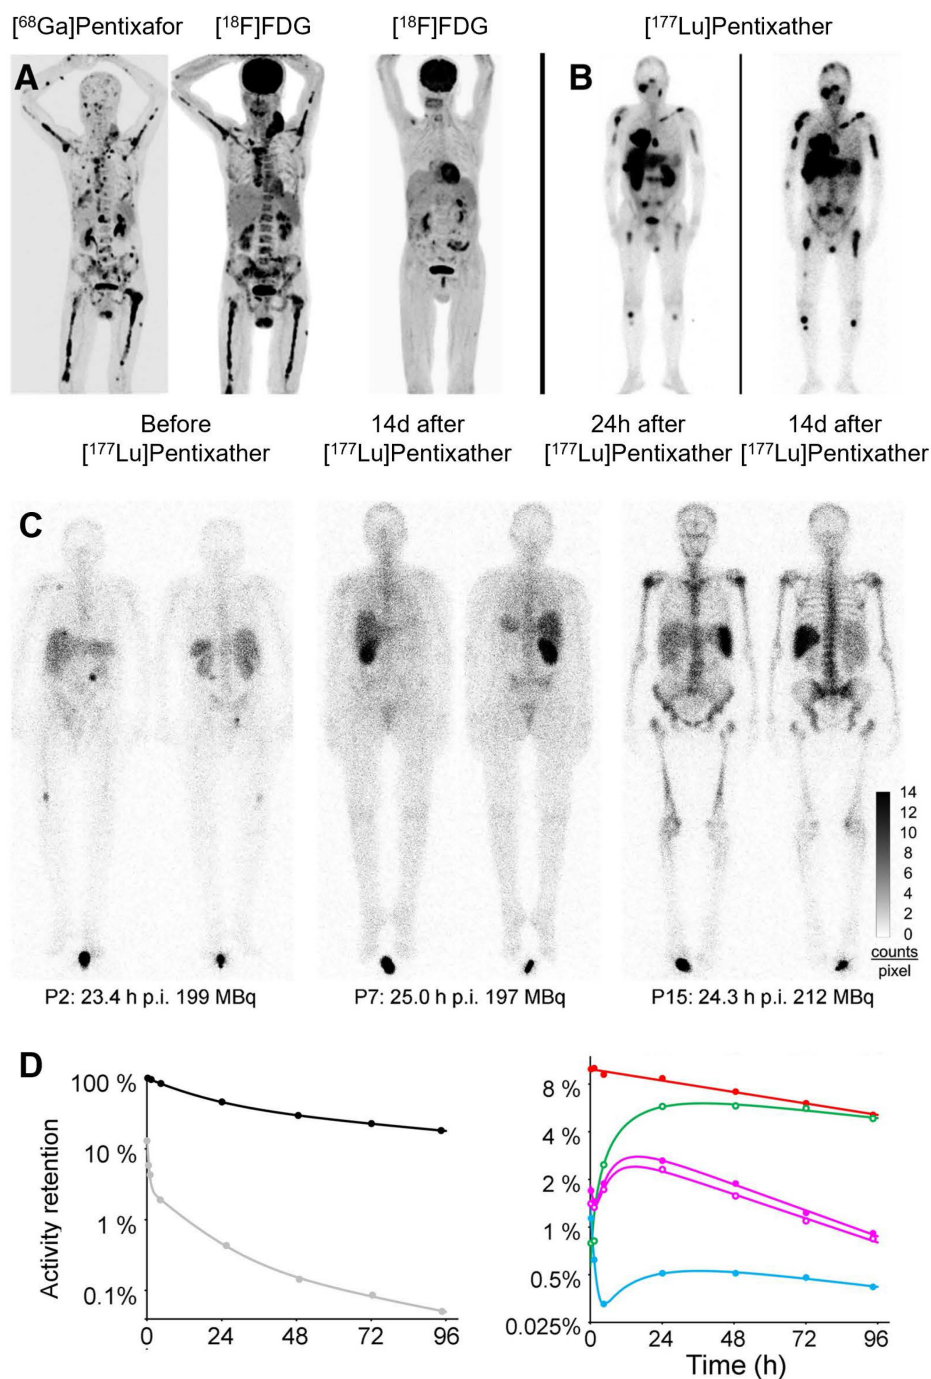 [68Ga]Pentixafor [18F]FDG [18F]FDG [177Lu]Pentixather
A B
Before
[177Lu]Pentixather
14d after
[177Lu]Pentixather
24h after
[177Lu]Pentixather
14d after
[177Lu]Pentixather
C
14
12
10
8
6
4
2
0
counts
pixel
P2: 23.4 h p.i. 199 MBq P7: 25.0 h p.i. 197 MBq P15: 24.3 h p.i. 212 MBq
D
Activity retention
100 %
10 %
1 %
0.1%
0 24 48 72 96
8 %
4 %
2 %
1 %
0.5%
0.025%
0 24 48 72 96
Time (h)